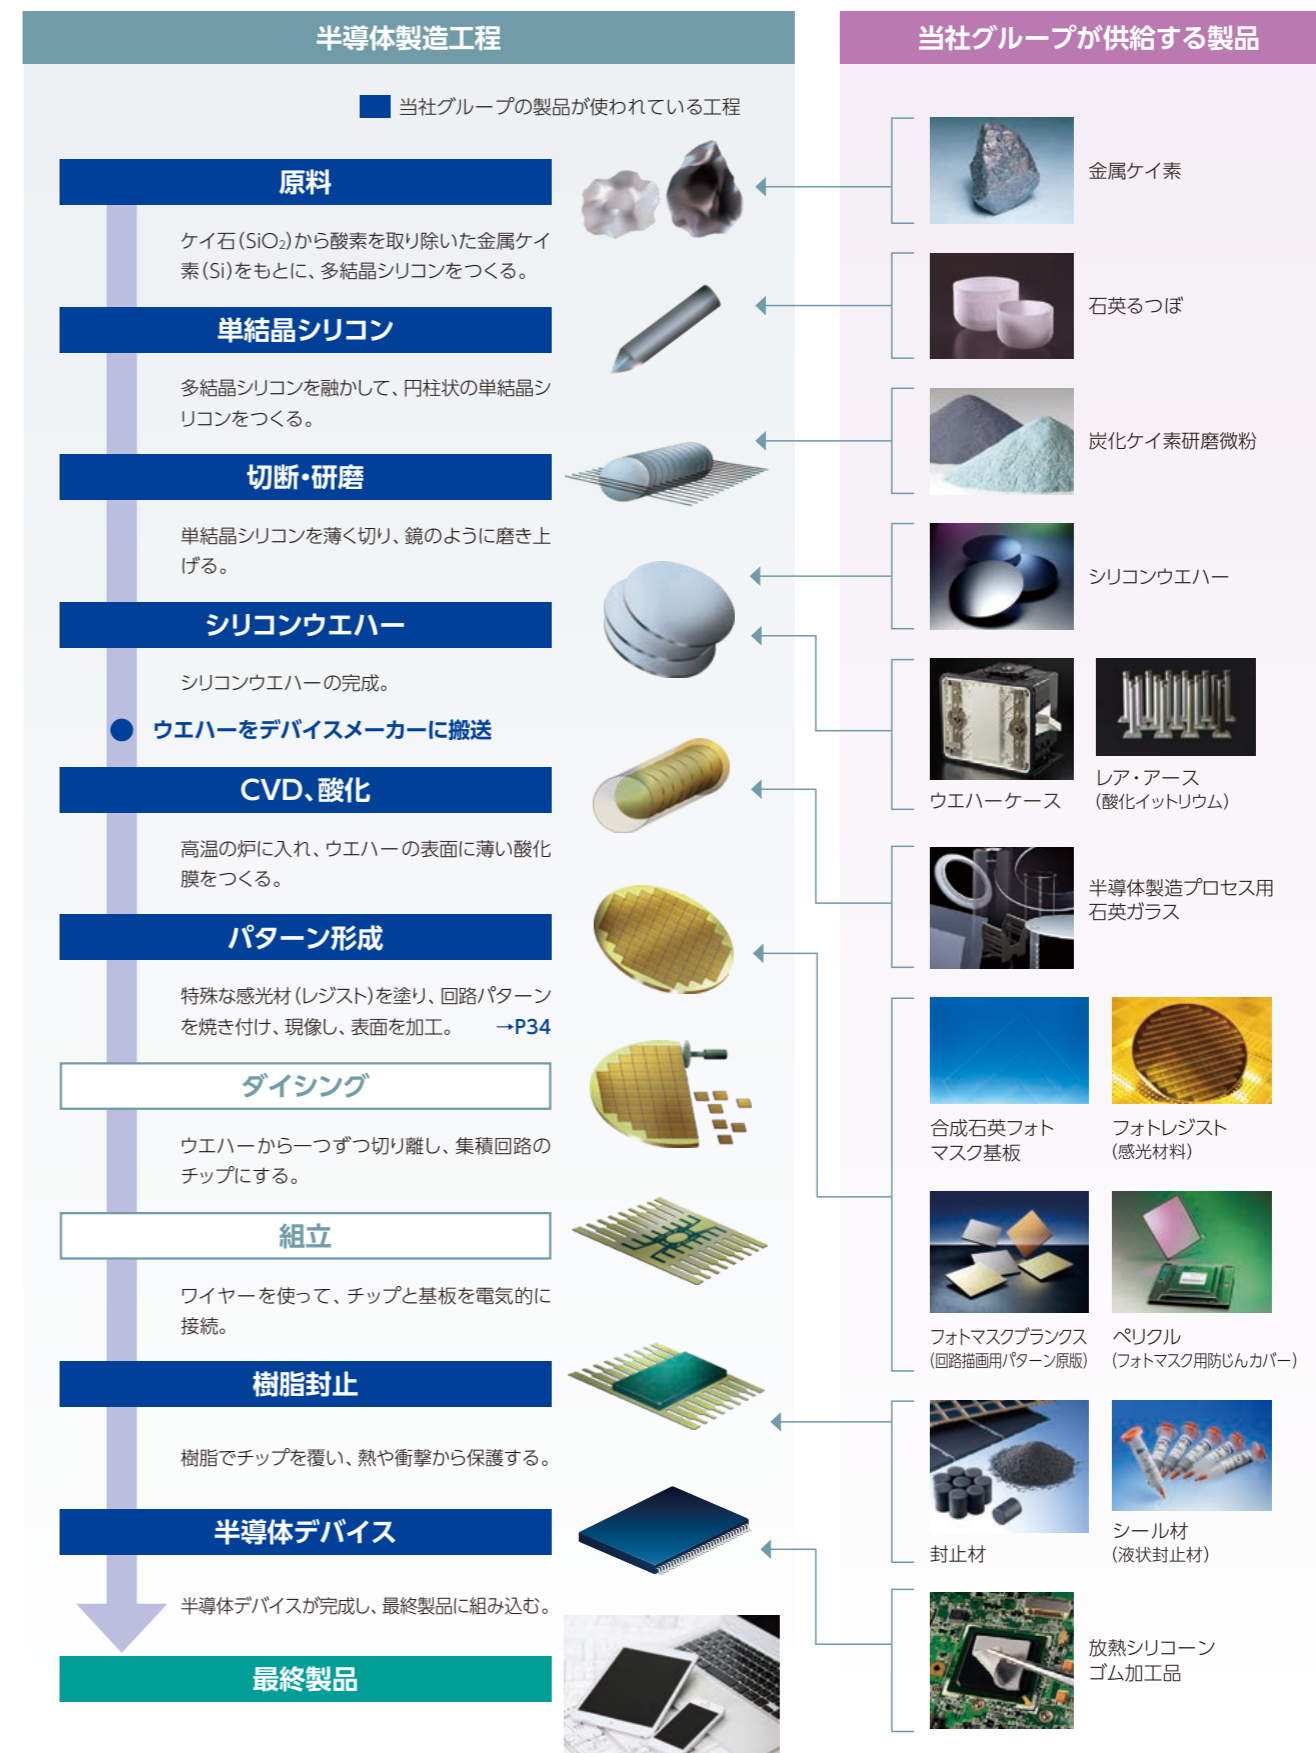 半導体製造工程
当社グループの製品が使われている工程
原料
ケイ石(SiO₂)から酸素を取り除いた金属ケイ
素(Si)をもとに、多結晶シリコンをつくる。
単結晶シリコン
多結晶シリコンを融かして、円柱状の単結晶シ
リコンをつくる。
切断・研磨
単結晶シリコンを薄く切り、鏡のように磨き上
げる。
シリコンウエハー
シリコンウエハーの完成。
ウエハーをデバイスメーカーに搬送
CVD、酸化
高温の炉に入れ、ウエハーの表面に薄い酸化
膜をつくる。
パターン形成
特殊な感光材(レジスト)を塗り、回路パターン
を焼き付け、現像し、表面を加工。 →P34
ダイシング
ウエハーから一つずつ切り離し、集積回路の
チップにする。
組立
ワイヤーを使って、チップと基板を電気的に
接続。
樹脂封止
樹脂でチップを覆い、熱や衝撃から保護する。
半導体デバイス
半導体デバイスが完成し、最終製品に組み込む。
最終製品
当社グループが供給する製品
金属ケイ素
石英るつぼ
炭化ケイ素研磨微粉
シリコンウエハー
ウエハーケース
レア・アース
(酸化イットリウム)
半導体製造プロセス用
石英ガラス
合成石英フォト
マスク基板
フォトレジスト
(感光材料)
フォトマスクブランクス
(回路描画用パターン原版)
ペリクル
(フォトマスク用防じんカバー)
封止材
シール材
(液状封止材)
放熱シリコーン
ゴム加工品